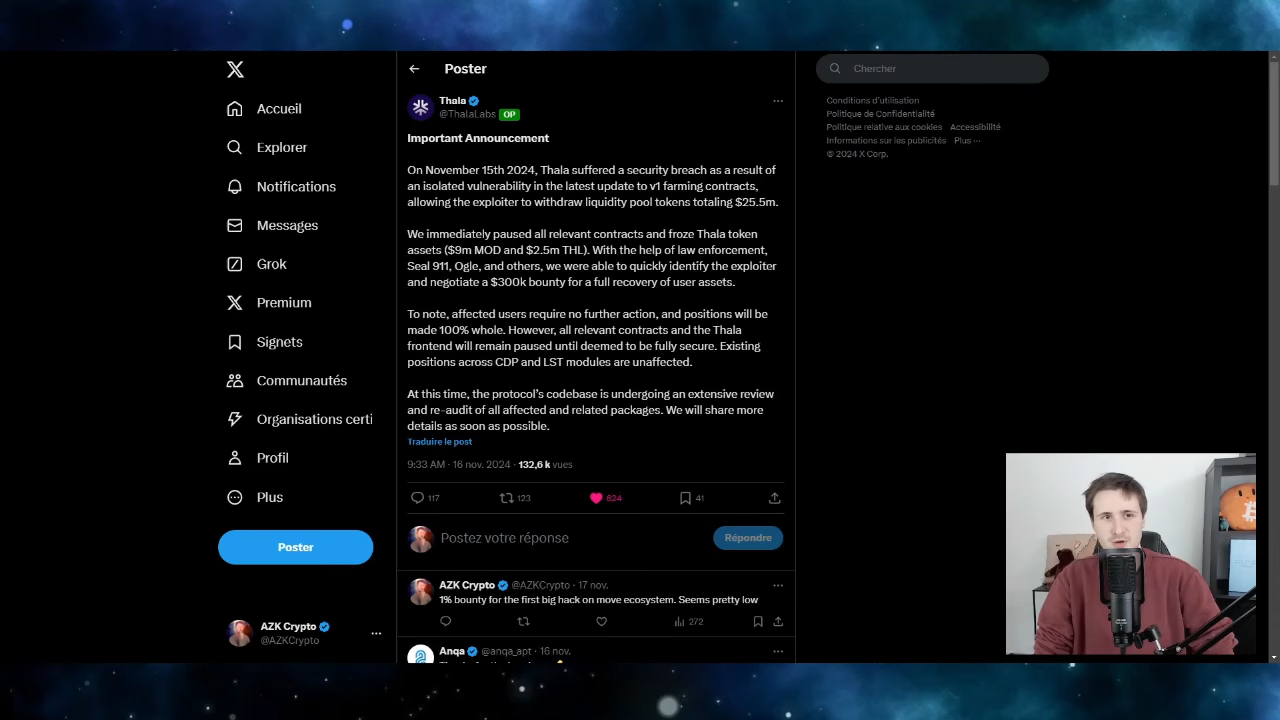 Poster
Chercher
Accueil
Explorer
Notifications
Messages
Grok
Premium
Signets
Communautés
Organisations certi
Profil
Plus
Poster
AZK Crypto
@AZKCrypto
Thala
@ThalaLabs OP
Important Announcement
On November 15th 2024, Thala suffered a security breach as a result of
an isolated vulnerability in the latest update to v1 farming contracts,
allowing the exploiter to withdraw liquidity pool tokens totaling $25.5m.
We immediately paused all relevant contracts and froze Thala token
assets ($9m MOD and $2.5m THL). With the help of law enforcement,
Seal 911, Ogle, and others, we were able to quickly identify the exploiter
and negotiate a $300k bounty for a full recovery of user assets.
To note, affected users require no further action, and positions will be
made 100% whole. However, all relevant contracts and the Thala
frontend will remain paused until deemed to be fully secure. Existing
positions across CDP and LST modules are unaffected.
At this time, the protocol's codebase is undergoing an extensive review
and re-audit of all affected and related packages. We will share more
details as soon as possible.
Traduire le post
9:33 AM · 16 nov. 2024 · 132,6 k vues
117 123 624 41
Postez votre réponse
Répondre
AZK Crypto @AZKCrypto · 17 nov.
1% bounty for the first big hack on move ecosystem. Seems pretty low
272
Anqa @anqa_apt · 16 nov.
Conditions d'utilisation
Politique de Confidentialité
Politique relative aux cookies Accessibilité
Informations sur les publicités Plus ···
© 2024 X Corp.